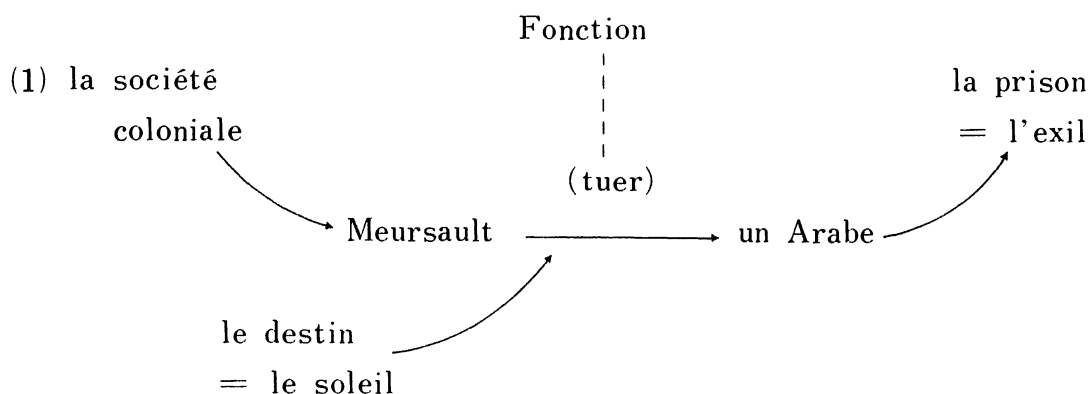 Fonction
(1) la société
coloniale
la prison
= l'exil
(tuer)
Meursault
un Arabe
le destin
= le soleil